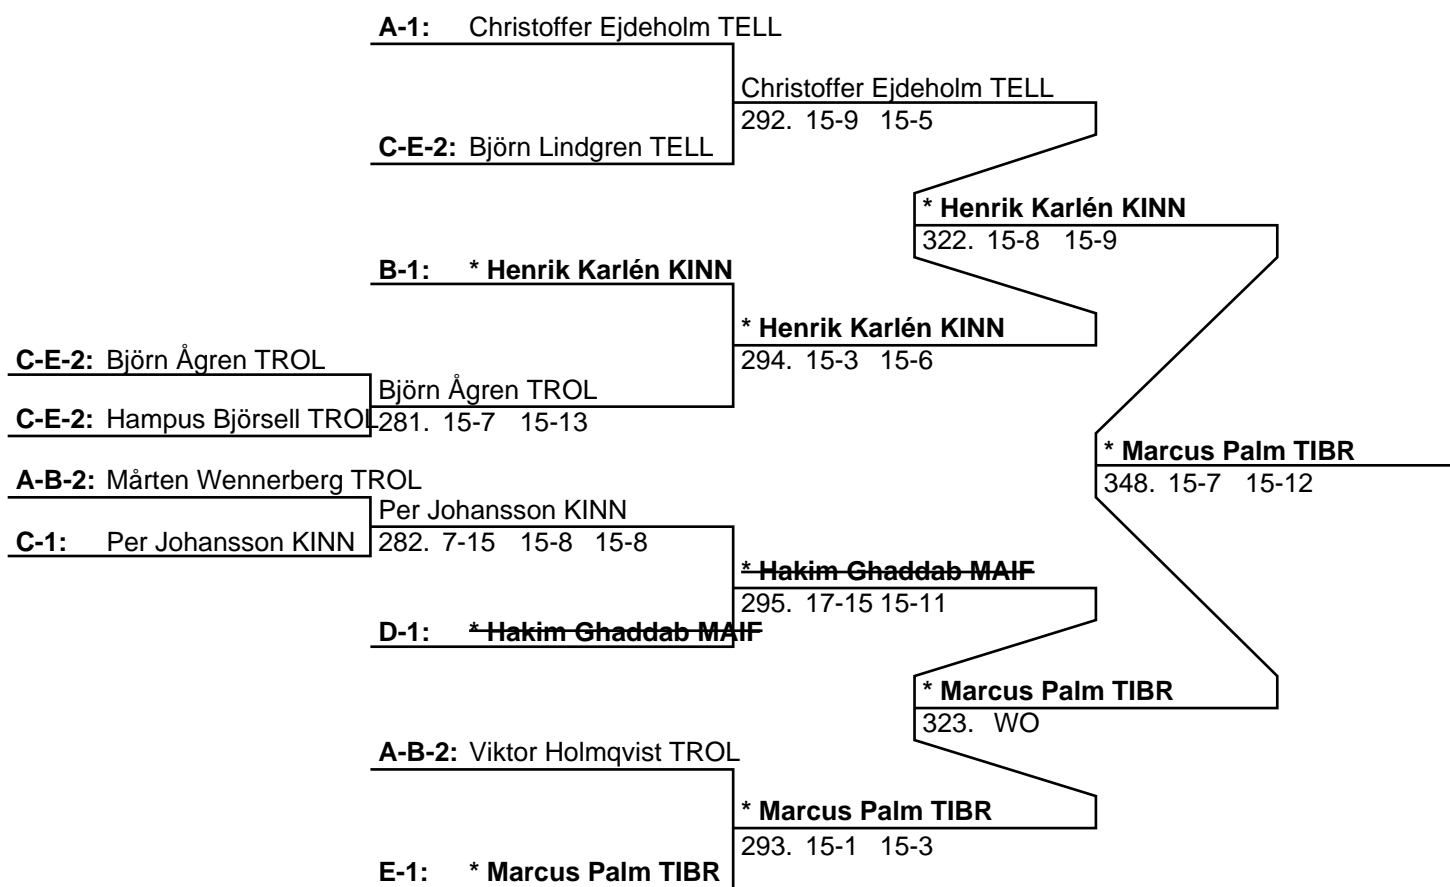 A-1: Christoffer Ejdeholm TELL
Christoffer Ejdeholm TELL
292. 15-9 15-5
C-E-2: Björn Lindgren TELL
* Henrik Karlén KINN
322. 15-8 15-9
B-1: * Henrik Karlén KINN
* Henrik Karlén KINN
294. 15-3 15-6
C-E-2: Björn Ågren TROL
Björn Ågren TROL
C-E-2: Hampus Björsell TROL
281. 15-7 15-13
* Marcus Palm TIBR
348. 15-7 15-12
A-B-2: Mårten Wennerberg TROL
Per Johansson KINN
C-1: Per Johansson KINN
282. 7-15 15-8 15-8
* Hakim Ghaddab MAIF
295. 17-15 15-11
D-1: * Hakim Ghaddab MAIF
* Marcus Palm TIBR
323. WO
A-B-2: Viktor Holmqvist TROL
* Marcus Palm TIBR
293. 15-1 15-3
E-1: * Marcus Palm TIBR